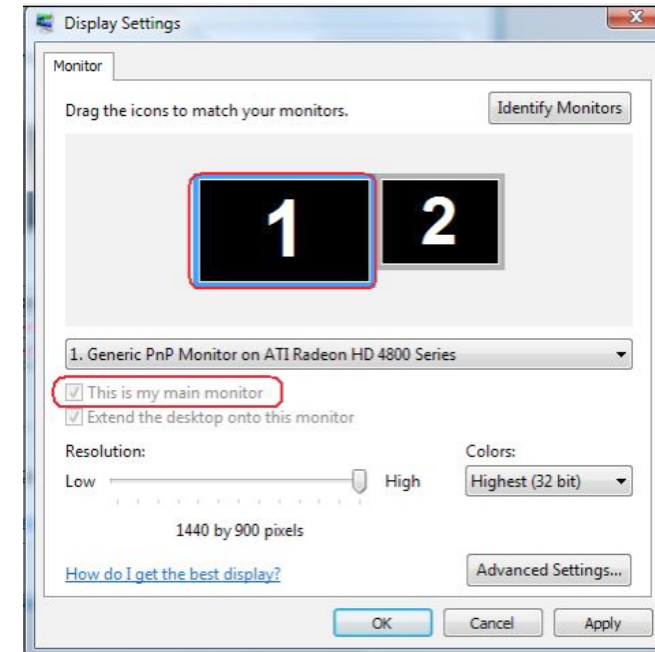 Display Settings
Monitor
Drag the icons to match your monitors.
Identify Monitors
1
2
1. Generic PnP Monitor on ATI Radeon HD 4800 Series
This is my main monitor
Extend the desktop onto this monitor
Resolution:
Colors:
Low
High
Highest (32 bit)
1440 by 900 pixels
How do I get the best display?
Advanced Settings...
OK
Cancel
Apply